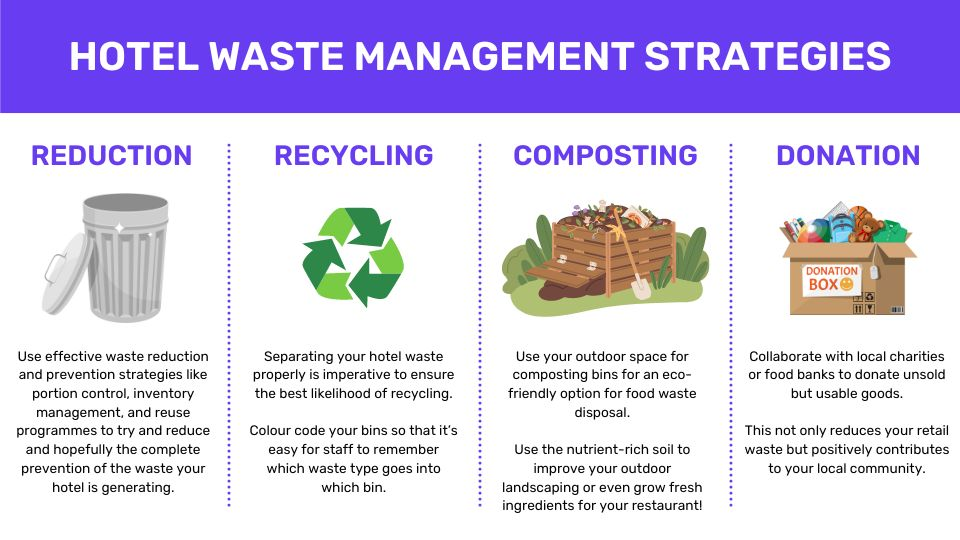 HOTEL WASTE MANAGEMENT STRATEGIES
REDUCTION
Use effective waste reduction
and prevention strategies like
portion control, inventory
management, and reuse
programmes to try and reduce
and hopefully the complete
prevention of the waste your
hotel is generating.
RECYCLING
Separating your hotel waste
properly is imperative to ensure
the best likelihood of recycling.
Colour code your bins so that it's
easy for staff to remember
which waste type goes into
which bin.
COMPOSTING
Use your outdoor space for
composting bins for an eco-
friendly option for food waste
disposal.
Use the nutrient-rich soil to
improve your outdoor
landscaping or even grow fresh
ingredients for your restaurant!
DONATION
DONATION
BOX
Collaborate with local charities
or food banks to donate unsold
but usable goods.
This not only reduces your retail
waste but positively contributes
to your local community.